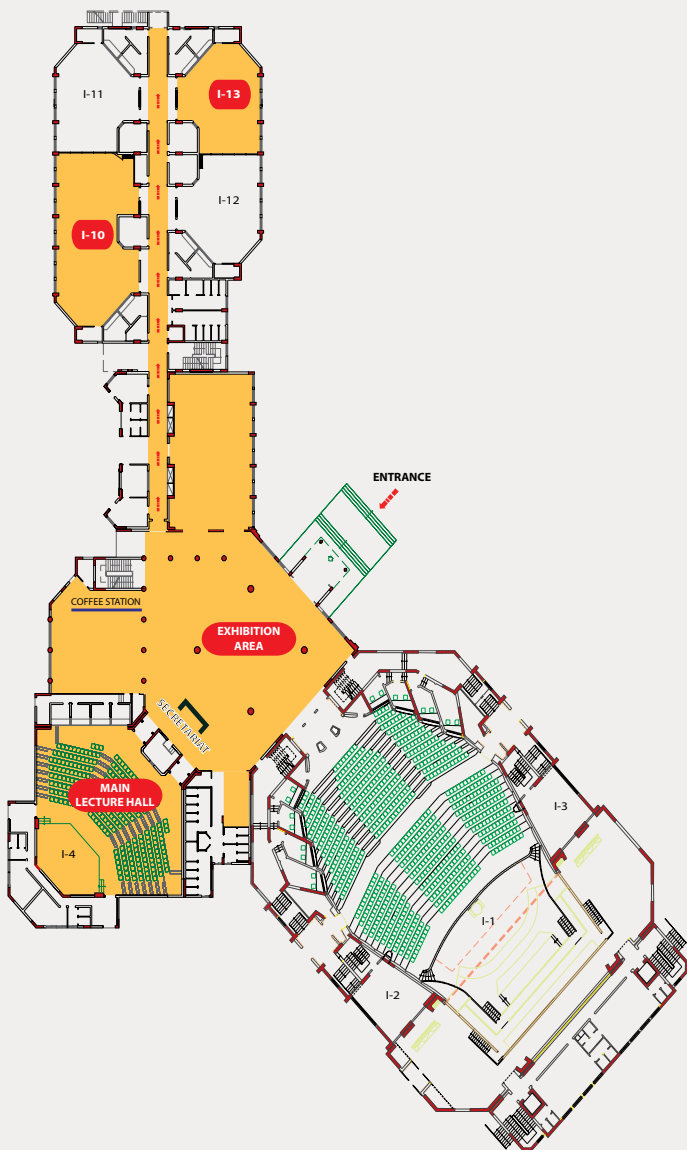 I-11
I-13
I-12
I-10
ENTRANCE
COFFEE STATION
EXHIBITION
AREA
SECRETARIAT
MAIN
LECTURE HALL
I-3
I-4
I-1
I-2